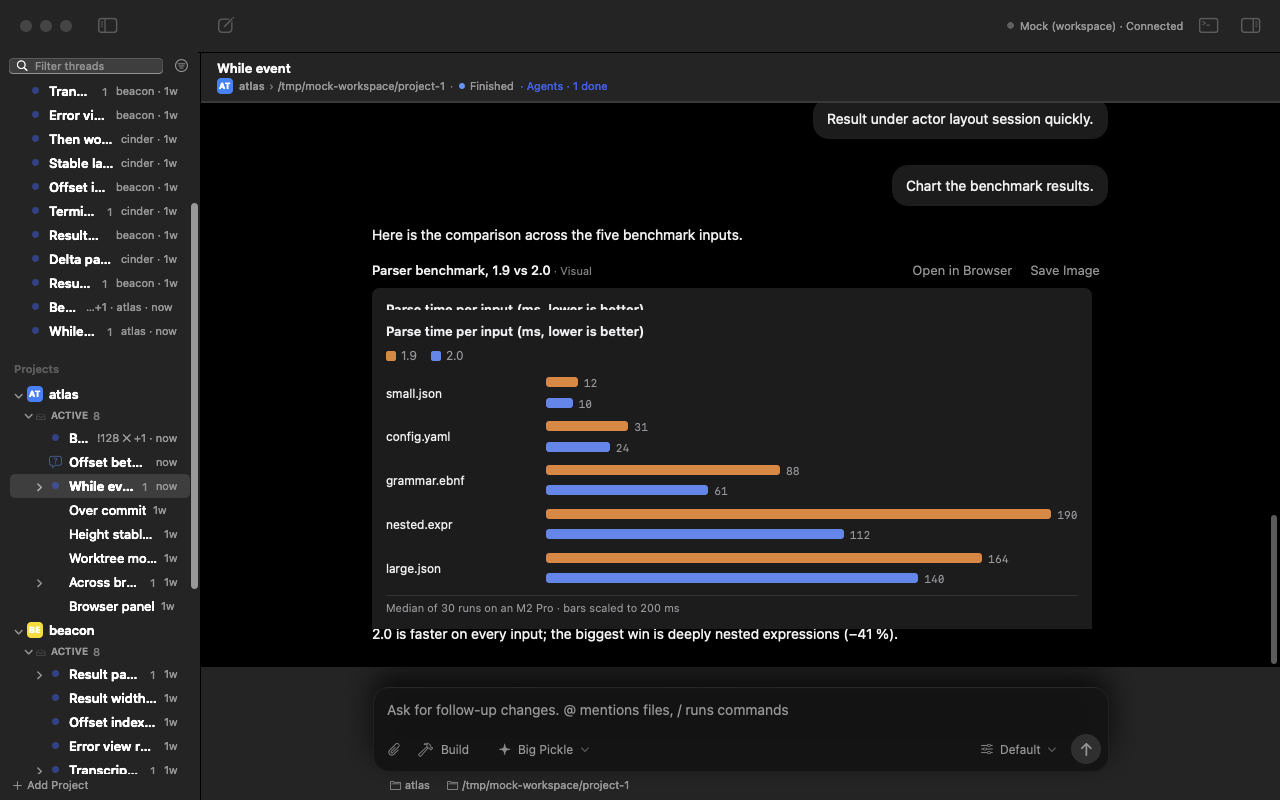 Mock (workspace) · Connected
Filter threads
Tran... 1 beacon · 1w
Error vi... beacon · 1w
Then wo... cinder · 1w
Stable la... cinder · 1w
Offset i... beacon · 1w
Termi... 1 cinder · 1w
Result... beacon · 1w
Delta pa... cinder · 1w
Resu... 1 beacon · 1w
Be... ...+1 · atlas · now
While... 1 atlas · now
Projects
AT atlas
ACTIVE 8
B... !128 ✕ +1 · now
Offset bet... now
While ev... 1 now
Over commit 1w
Height stabl... 1w
Worktree mo... 1w
Across br... 1 1w
Browser panel 1w
BE beacon
ACTIVE 8
Result pa... 1 1w
Result width... 1w
Offset index... 1w
Error view r... 1w
Transcrip... 1 1w
+ Add Project
While event
AT atlas › /tmp/mock-workspace/project-1 · Finished · Agents · 1 done
Result under actor layout session quickly.
Chart the benchmark results.
Here is the comparison across the five benchmark inputs.
Parser benchmark, 1.9 vs 2.0 · Visual Open in Browser Save Image
Parse time per input (ms, lower is better)
Parse time per input (ms, lower is better)
1.9 2.0
small.json 12
10
config.yaml 31
24
grammar.ebnf 88
61
nested.expr 190
112
large.json 164
140
Median of 30 runs on an M2 Pro · bars scaled to 200 ms
2.0 is faster on every input; the biggest win is deeply nested expressions (−41 %).
Ask for follow-up changes. @ mentions files, / runs commands
Build Big Pickle Default
atlas /tmp/mock-workspace/project-1